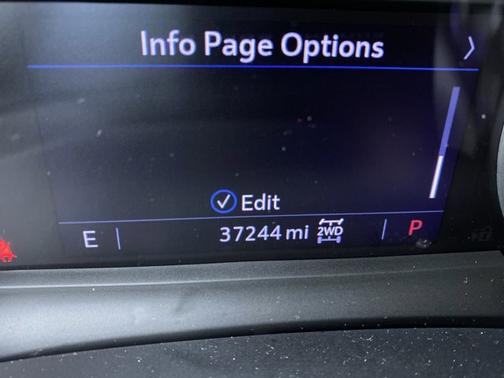 Info Page Options
Edit
E 37244 mi 2WD P